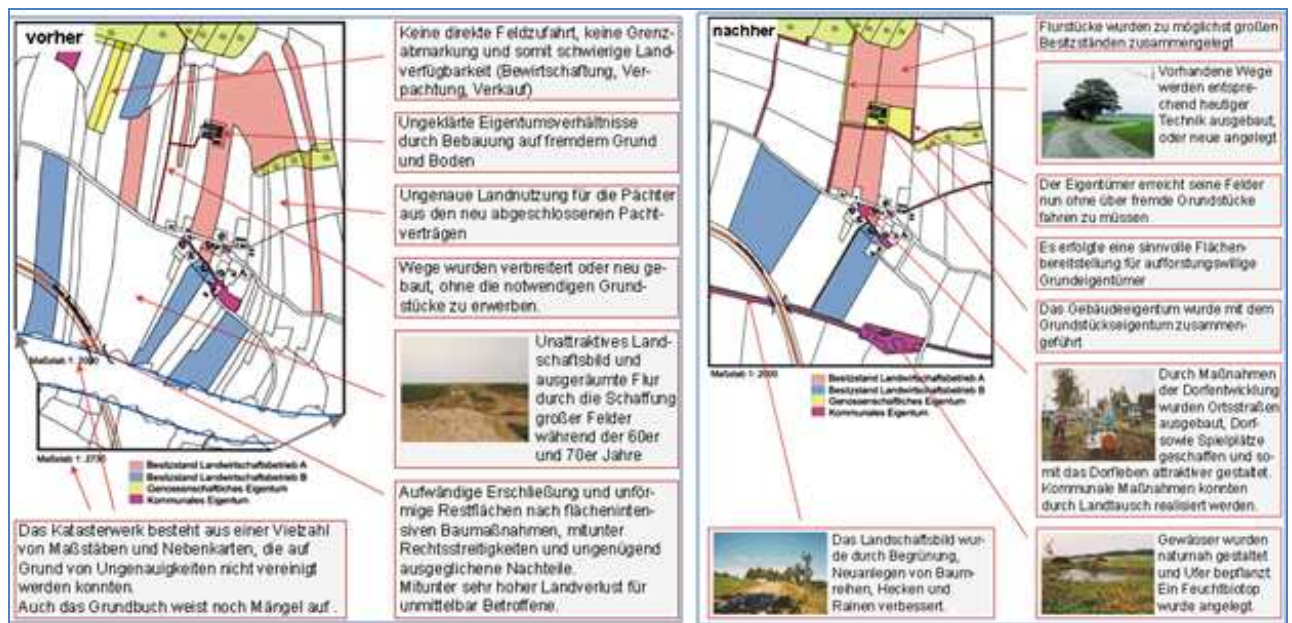 vorher
Keine direkte Feldzufahrt, keine Grenz-
abmarkung und somit schwierige Land-
verfügbarkeit (Bewirtschaftung, Ver-
pachtung, Verkauf)
Ungeklärte Eigentumsverhältnisse
durch Bebauung auf fremdem Grund
und Boden
Ungenaue Landnutzung für die Pächter
aus den neu abgeschlossenen Pacht-
verträgen
Wege wurden verbreitert oder neu ge-
baut, ohne die notwendigen Grund-
stücke zu erwerben.
Unattraktives Land-
schaftsbild und
ausgeräumte Flur
durch die Schaffung
großer Felder
während der 60er
und 70er Jahre
Aufwändige Erschließung und unför-
mige Restflächen nach flächeninten-
siven Baumaßnahmen, mitunter
Rechtsstreitigkeiten und ungenügend
ausgeglichene Nachteile.
Mitunter sehr hoher Landverlust für
unmittelbar Betroffene.
Maßstab 1: 2000
Maßstab 1: 2730
Besitzstand Landwirtschaftsbetrieb A
Besitzstand Landwirtschaftsbetrieb B
Genossenschaftliches Eigentum
Kommunales Eigentum
Das Katasterwerk besteht aus einer Vielzahl
von Maßstäben und Nebenkarten, die auf
Grund von Ungenauigkeiten nicht vereinigt
werden konnten.
Auch das Grundbuch weist noch Mängel auf .
nachher
Flurstücke wurden zu möglichst großen
Besitzständen zusammengelegt
Vorhandene Wege
werden entspre-
chend heutiger
Technik ausgebaut,
oder neue angelegt
Der Eigentümer erreicht seine Felder
nun ohne über fremde Grundstücke
fahren zu müssen
Es erfolgte eine sinnvolle Flächen-
bereitstellung für aufforstungswillige
Grundeigentümer
Das Gebäudeeigentum wurde mit dem
Grundstückseigentum zusammen-
geführt
Maßstab 1: 2000
Besitzstand Landwirtschaftsbetrieb A
Besitzstand Landwirtschaftsbetrieb B
Genossenschaftliches Eigentum
Kommunales Eigentum
Durch Maßnahmen
der Dorfentwicklung
wurden Ortsstraßen
ausgebaut, Dorf-
sowie Spielplätze
geschaffen und so-
mit das Dorfleben attraktiver gestaltet.
Kommunale Maßnahmen konnten
durch Landtausch realisiert werden.
Das Landschaftsbild wur-
de durch Begrünung,
Neuanlegen von Baum-
reihen, Hecken und
Rainen verbessert.
Gewässer wurden
naturnah gestaltet
und Ufer bepflanzt.
Ein Feuchtbiotop
wurde angelegt.